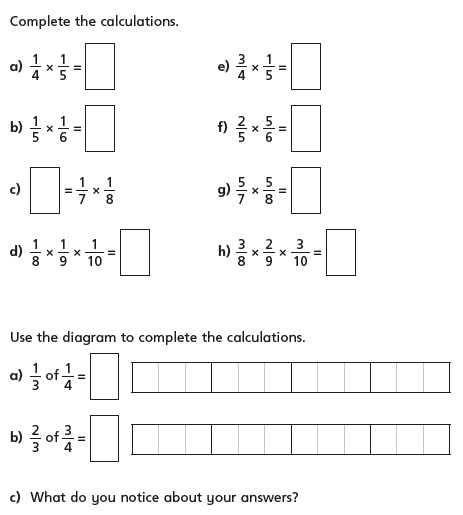 Complete the calculations.
a) 1/4 × 1/5 =
e) 3/4 × 1/5 =
b) 1/5 × 1/6 =
f) 2/5 × 5/6 =
c) = 1/7 × 1/8
g) 5/7 × 5/8 =
d) 1/8 × 1/9 × 1/10 =
h) 3/8 × 2/9 × 3/10 =
Use the diagram to complete the calculations.
a) 1/3 of 1/4 =
b) 2/3 of 3/4 =
c) What do you notice about your answers?